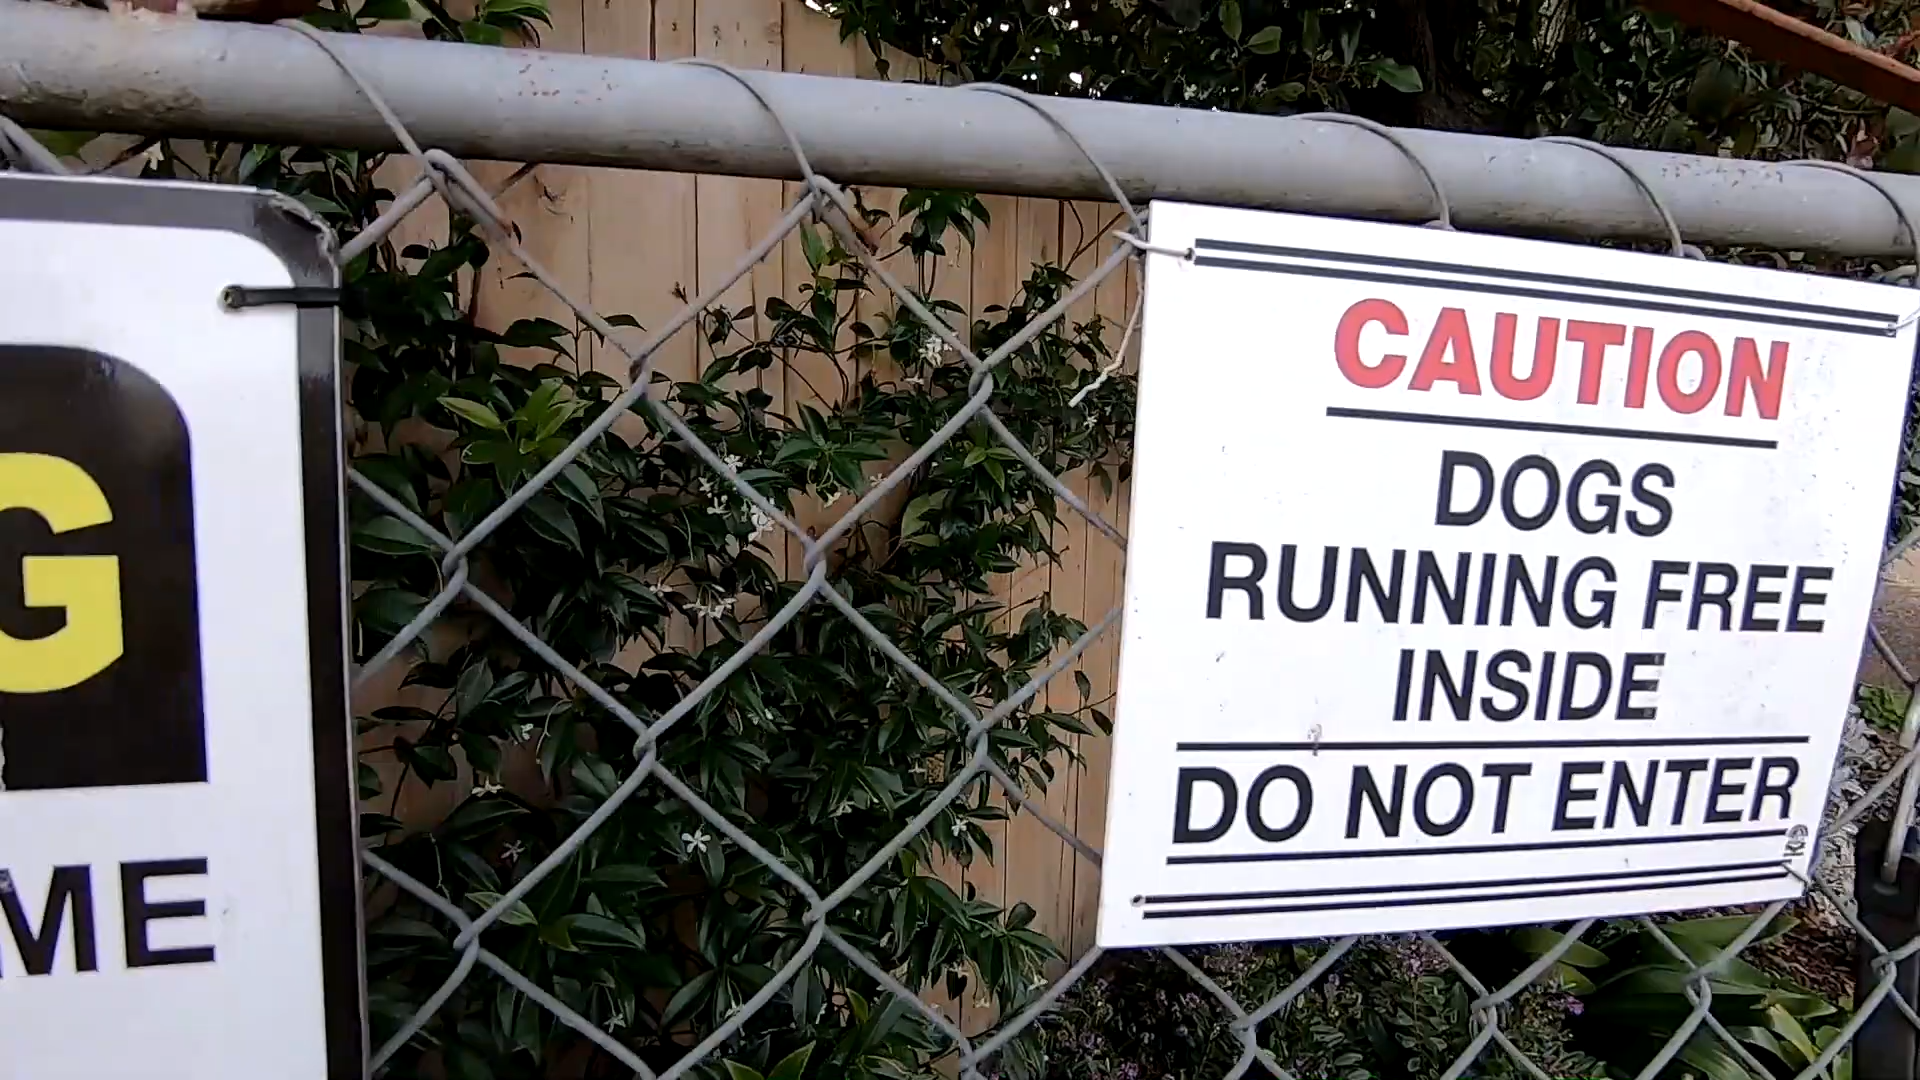 G
ME
CAUTION
DOGS
RUNNING FREE
INSIDE
DO NOT ENTER